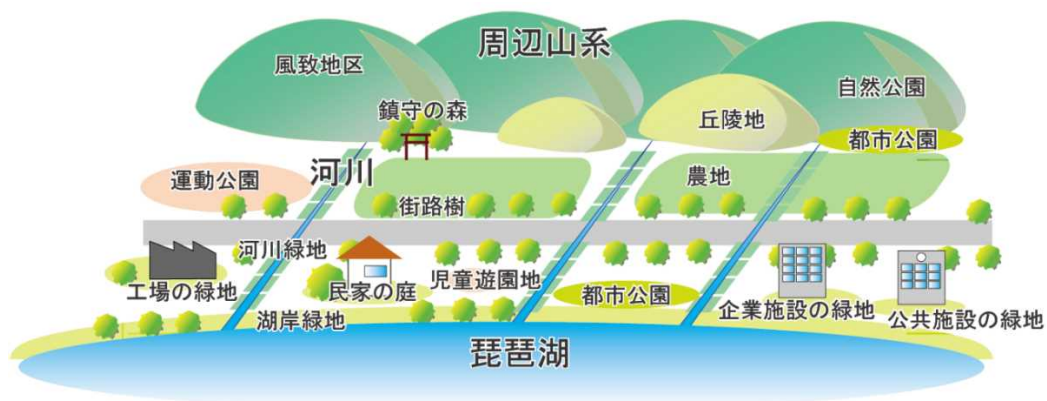 周辺山系
風致地区
自然公園
鎮守の森
丘陵地
都市公園
河川
運動公園
農地
街路樹
河川緑地
児童遊園地
工場の緑地
民家の庭
都市公園
企業施設の緑地
湖岸緑地
公共施設の緑地
琵琶湖